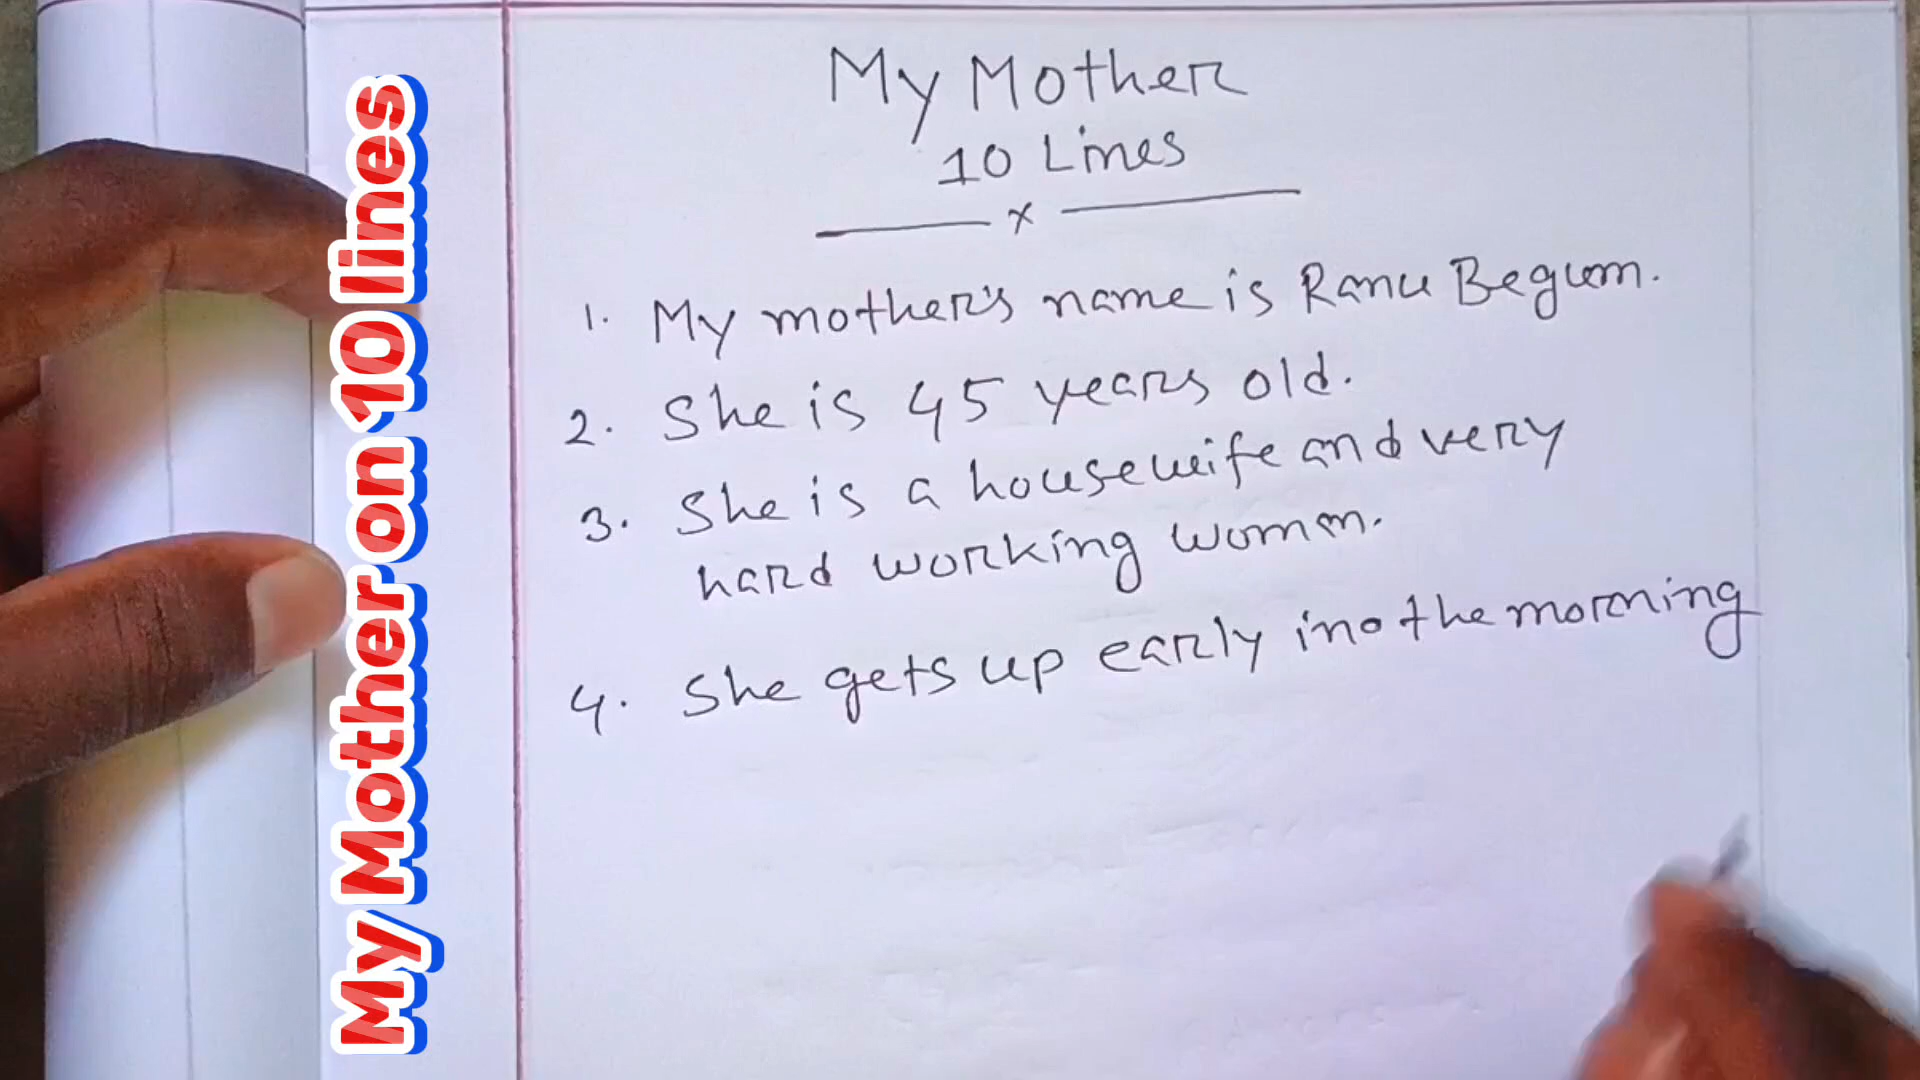 My Mother on 10 lines
My Mother
10 Lines
x
1. My mother's name is Ranu Begum.
2. She is 45 years old.
3. She is a housewife and very
hard working woman.
4. She gets up early in the morning